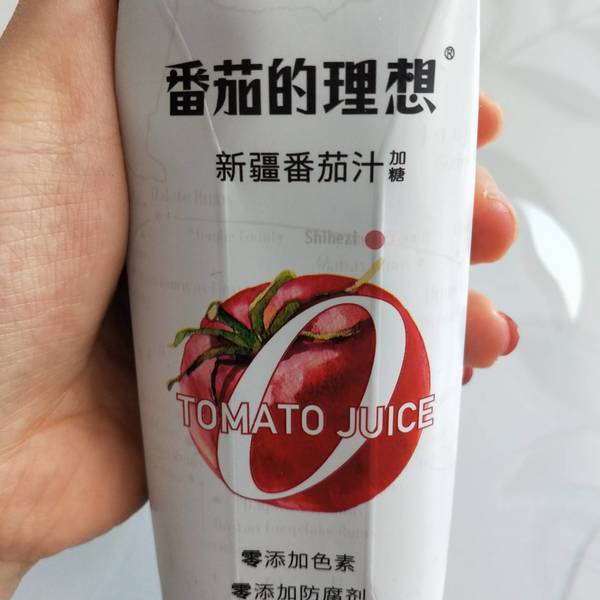 番茄的理想®
新疆番茄汁 加糖
Shihezi
0
TOMATO JUICE
零添加色素
零添加防腐剂